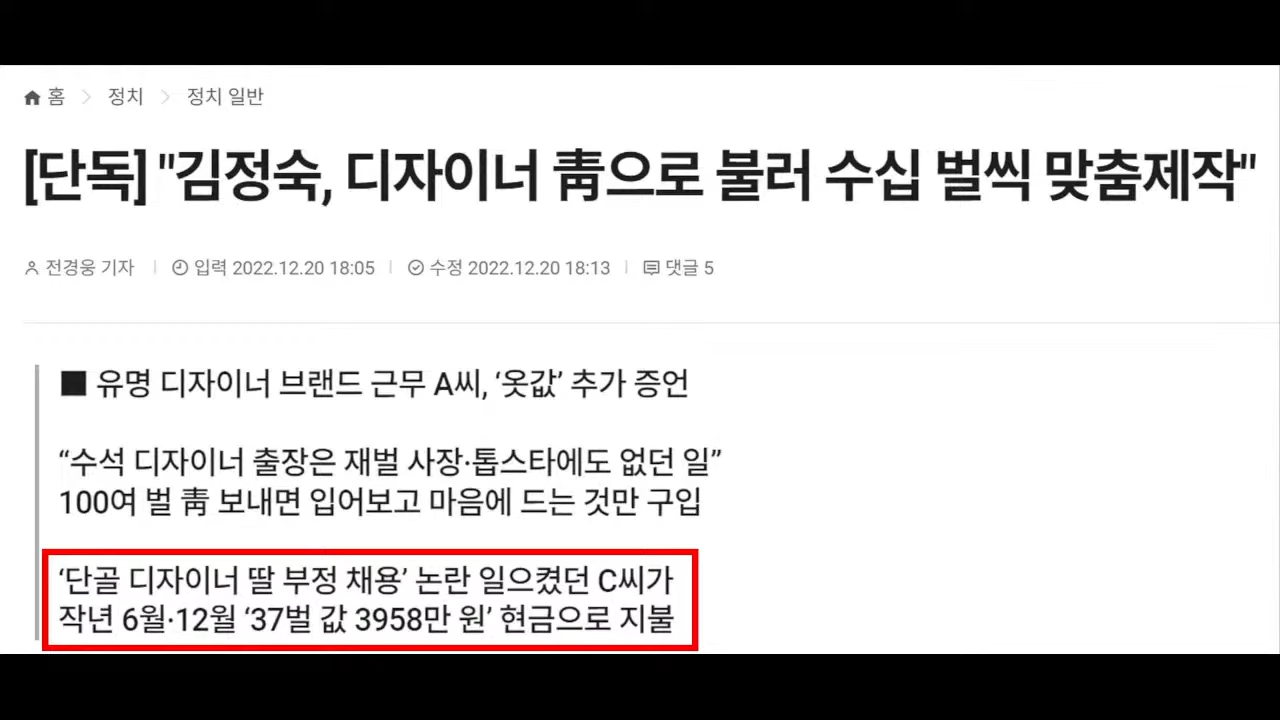 홈 > 정치 > 정치 일반
[단독] "김정숙, 디자이너 靑으로 불러 수십 벌씩 맞춤제작"
전경웅 기자 | 입력 2022.12.20 18:05 | 수정 2022.12.20 18:13 | 댓글 5
■ 유명 디자이너 브랜드 근무 A씨, ‘옷값’ 추가 증언
“수석 디자이너 출장은 재벌 사장·톱스타에도 없던 일”
100여 벌 靑 보내면 입어보고 마음에 드는 것만 구입
‘단골 디자이너 딸 부정 채용’ 논란 일으켰던 C씨가
작년 6월·12월 ‘37벌 값 3958만 원’ 현금으로 지불